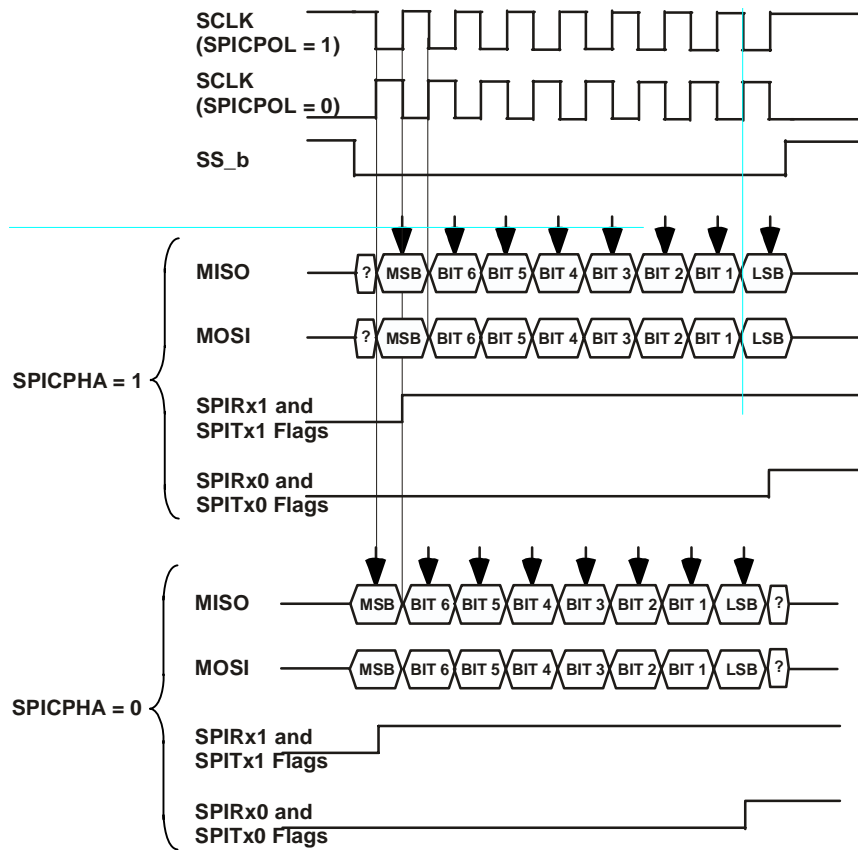 SCLK
(SPICPOL = 1)
SCLK
(SPICPOL = 0)
SS_b
SPICPHA = 1
MISO
? MSB BIT 6 BIT 5 BIT 4 BIT 3 BIT 2 BIT 1 LSB
MOSI
? MSB BIT 6 BIT 5 BIT 4 BIT 3 BIT 2 BIT 1 LSB
SPIRx1 and
SPITx1 Flags
SPIRx0 and
SPITx0 Flags
SPICPHA = 0
MISO
MSB BIT 6 BIT 5 BIT 4 BIT 3 BIT 2 BIT 1 LSB ?
MOSI
MSB BIT 6 BIT 5 BIT 4 BIT 3 BIT 2 BIT 1 LSB ?
SPIRx1 and
SPITx1 Flags
SPIRx0 and
SPITx0 Flags